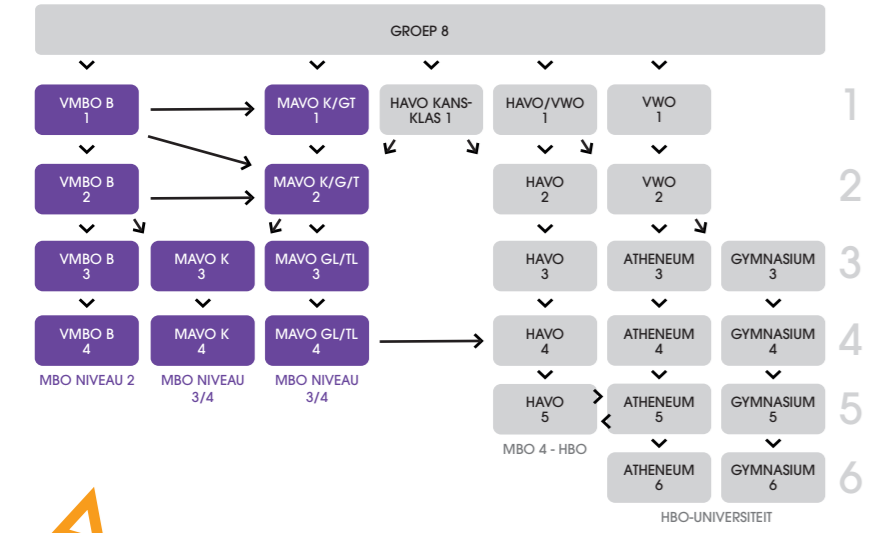 GROEP 8
VMBO B
1
MAVO K/GT
1
HAVO KANS-
KLAS 1
HAVO/VWO
1
VWO
1
1
VMBO B
2
MAVO K/G/T
2
HAVO
2
VWO
2
2
VMBO B
3
MAVO K
3
MAVO GL/TL
3
HAVO
3
ATHENEUM
3
GYMNASIUM
3
3
VMBO B
4
MAVO K
4
MAVO GL/TL
4
HAVO
4
ATHENEUM
4
GYMNASIUM
4
4
MBO NIVEAU 2
MBO NIVEAU
3/4
MBO NIVEAU
3/4
HAVO
5
ATHENEUM
5
GYMNASIUM
5
5
MBO 4 - HBO
ATHENEUM
6
GYMNASIUM
6
6
HBO-UNIVERSITEIT